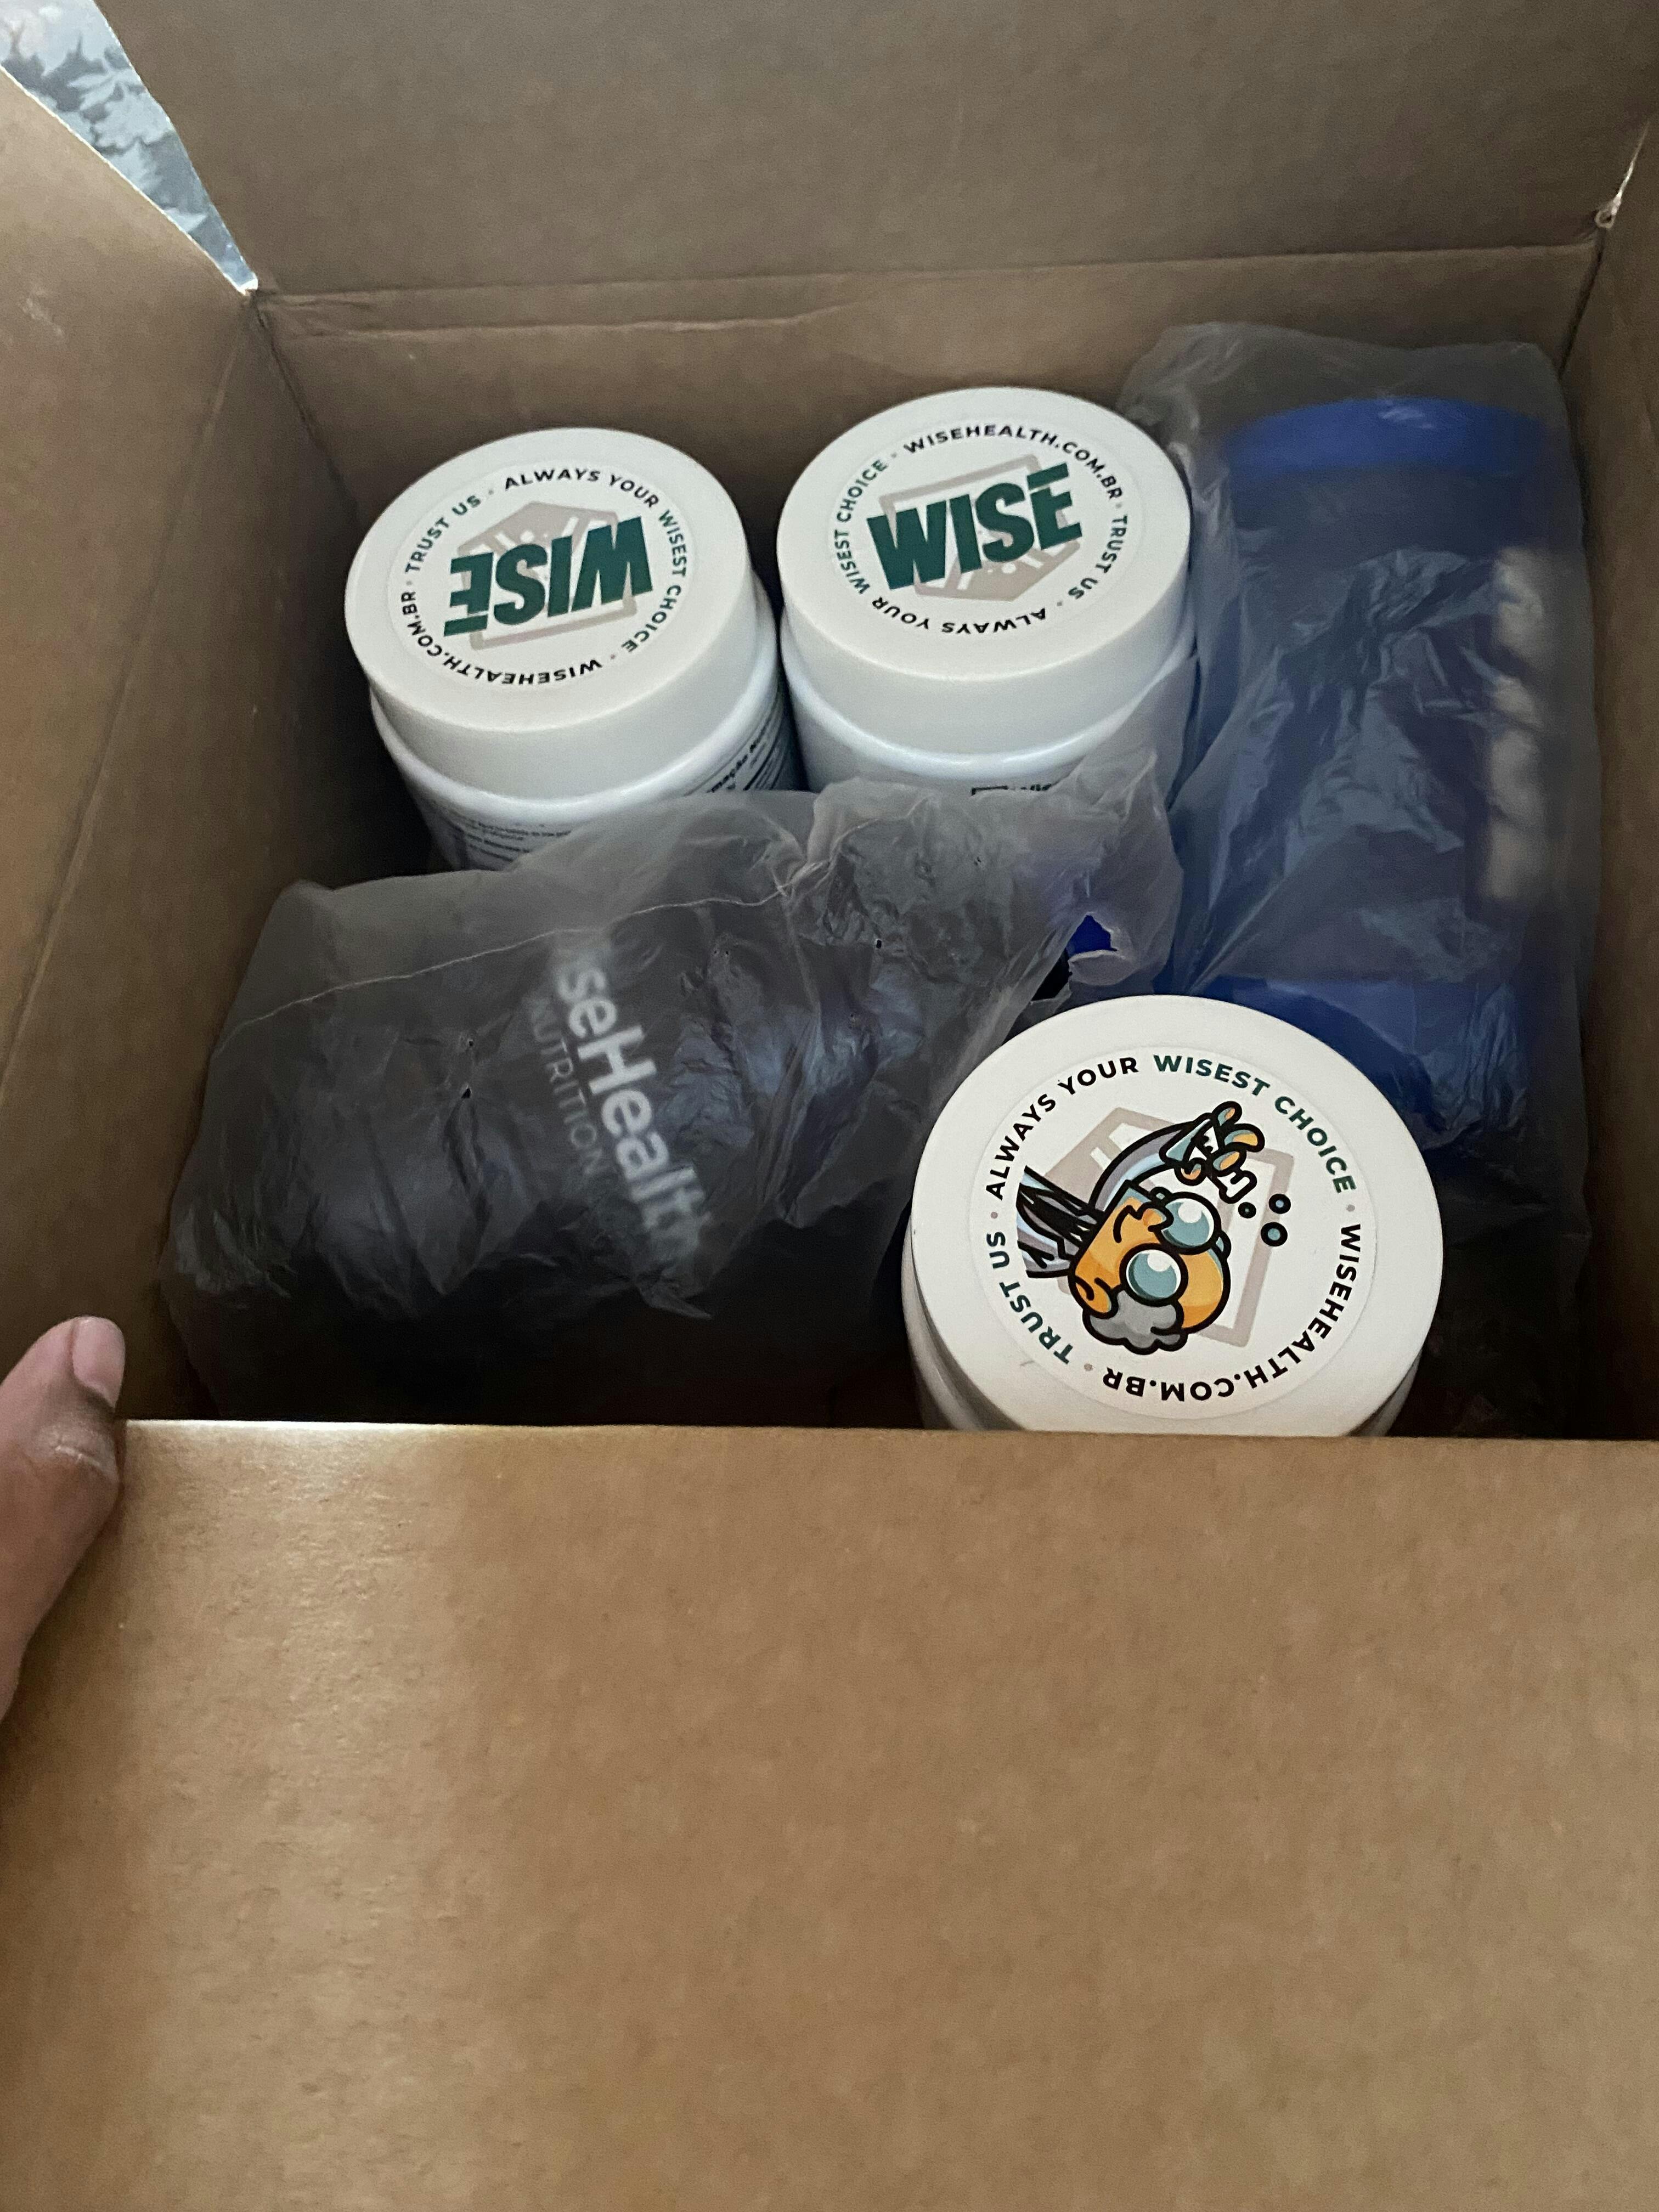 WISE
TRUST US • ALWAYS YOUR WISEST CHOICE • WISEHEALTH.COM.BR •
WISE
WISEST CHOICE • WISEHEALTH.COM.BR • TRUST US • ALWAYS YOUR
seHealth
NUTRITION
TRUST US • ALWAYS YOUR WISEST CHOICE • WISEHEALTH.COM.BR •